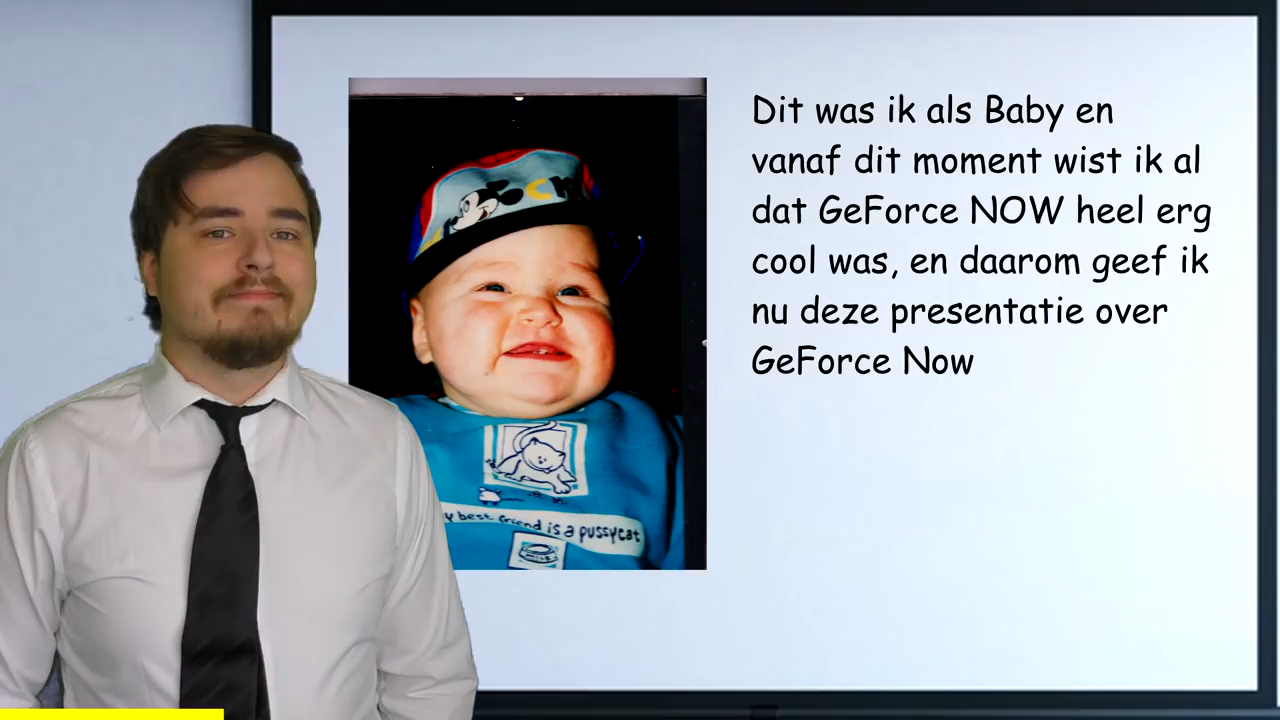 Dit was ik als Baby en
vanaf dit moment wist ik al
dat GeForce NOW heel erg
cool was, en daarom geef ik
nu deze presentatie over
GeForce Now
y best friend is a pussycat